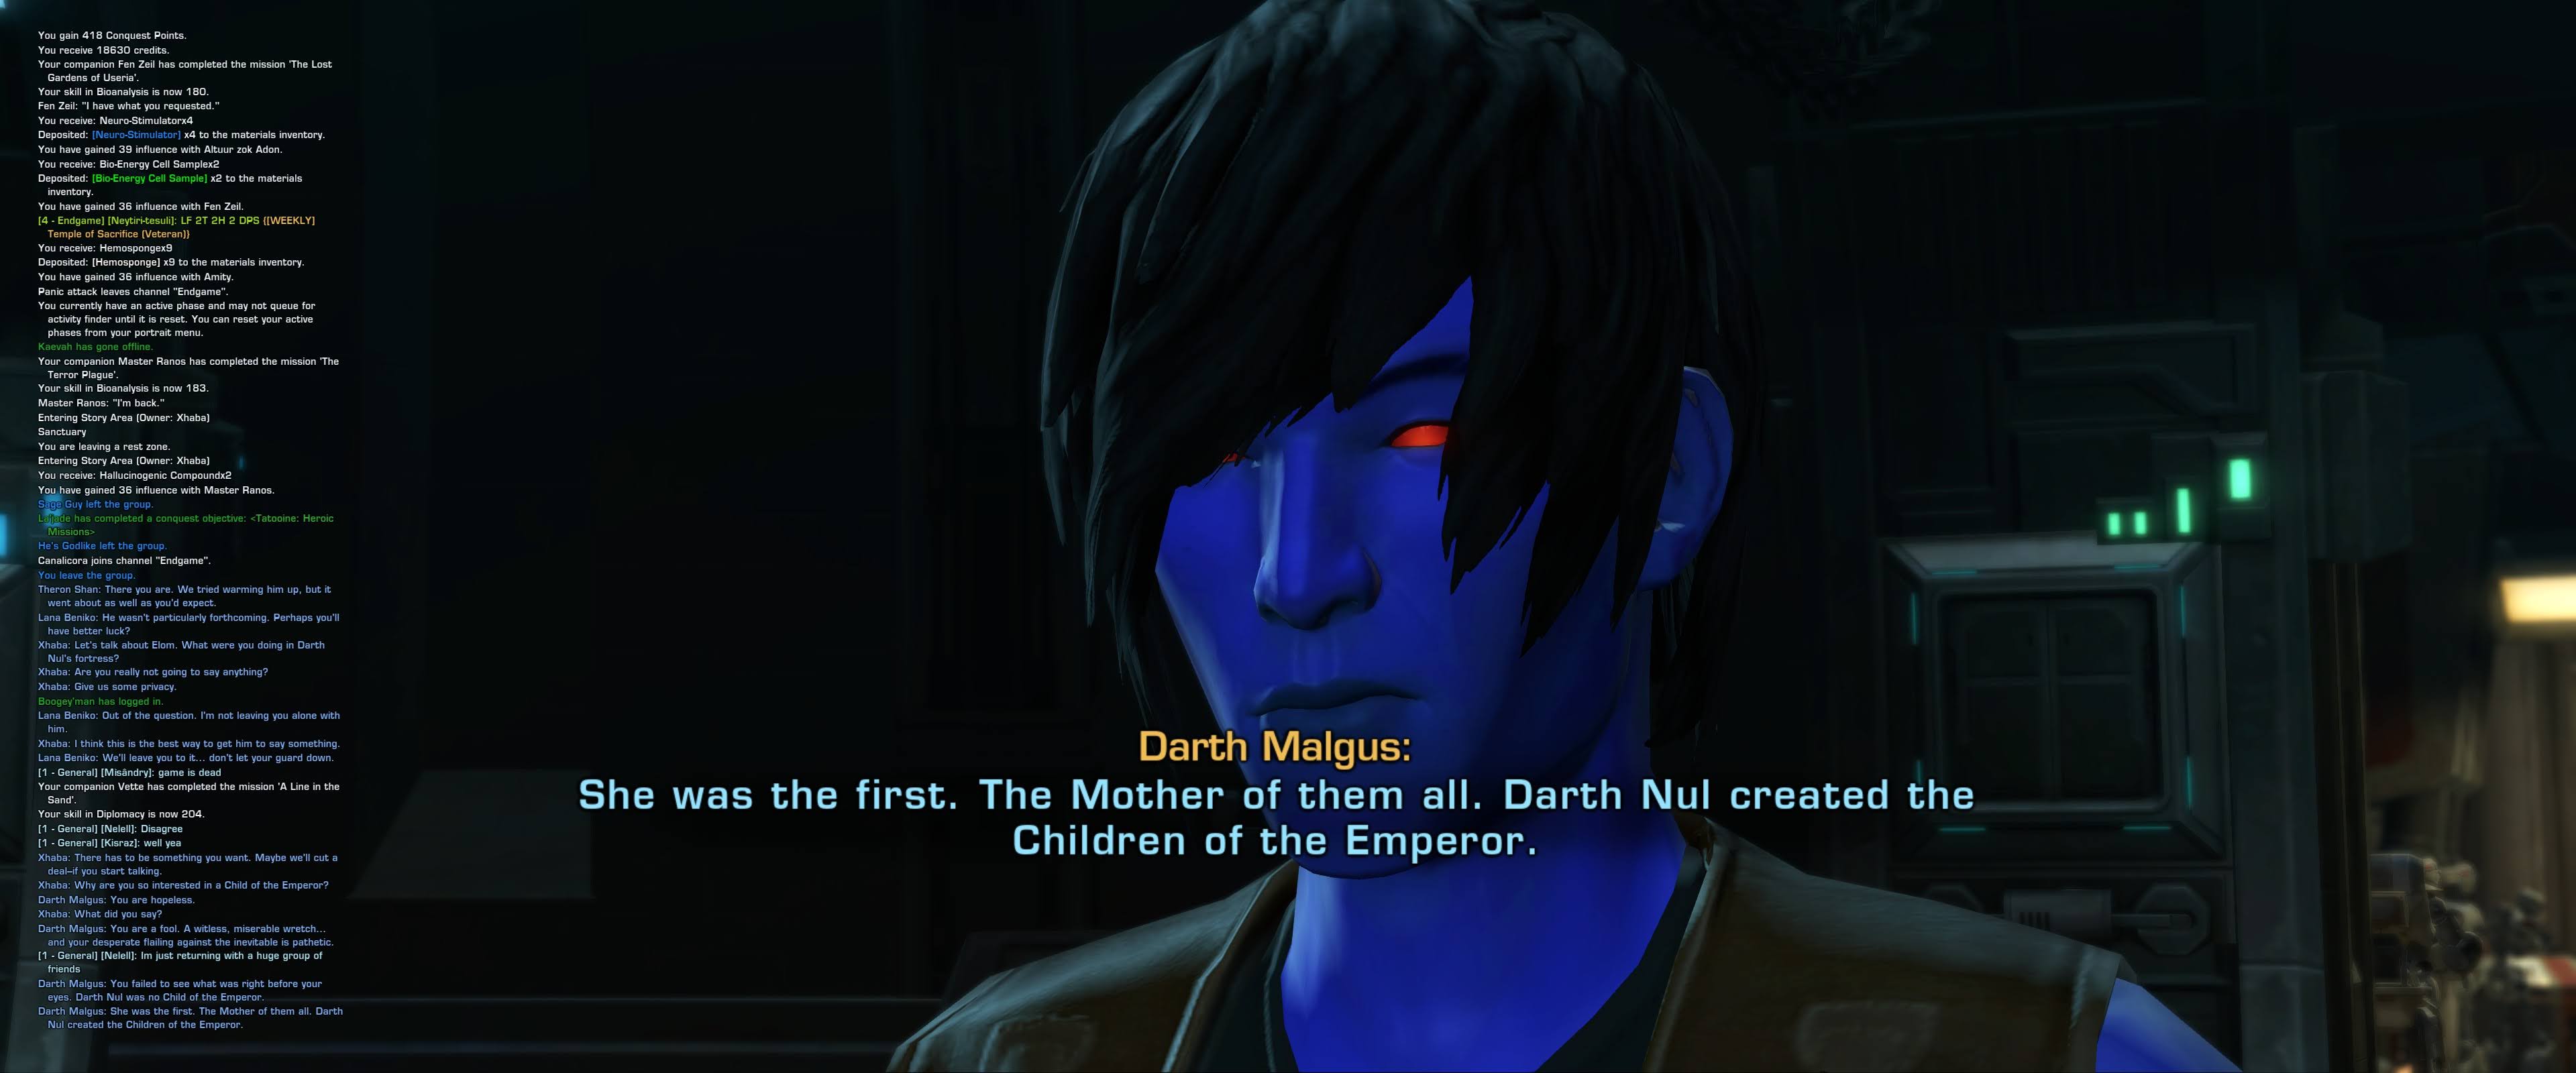 You gain 418 Conquest Points.
You receive 18630 credits.
Your companion Fen Zeil has completed the mission 'The Lost
Gardens of Useria'.
Your skill in Bioanalysis is now 180.
Fen Zeil: "I have what you requested."
You receive: Neuro-Stimulatorx4
Deposited: [Neuro-Stimulator] x4 to the materials inventory.
You have gained 39 influence with Altuur zok Adon.
You receive: Bio-Energy Cell Samplex2
Deposited: [Bio-Energy Cell Sample] x2 to the materials
inventory.
You have gained 36 influence with Fen Zeil.
[4 - Endgame] [Neytiri-tesuli]: LF 2T 2H 2 DPS {[WEEKLY]
Temple of Sacrifice (Veteran)}
You receive: Hemospongex9
Deposited: [Hemosponge] x9 to the materials inventory.
You have gained 36 influence with Amity.
Panic attack leaves channel "Endgame".
You currently have an active phase and may not queue for
activity finder until it is reset. You can reset your active
phases from your portrait menu.
Kaevah has gone offline.
Your companion Master Ranos has completed the mission 'The
Terror Plague'.
Your skill in Bioanalysis is now 183.
Master Ranos: "I'm back."
Entering Story Area (Owner: Xhaba)
Sanctuary
You are leaving a rest zone.
Entering Story Area (Owner: Xhaba)
You receive: Hallucinogenic Compoundx2
You have gained 36 influence with Master Ranos.
Guy left the group.
has completed a conquest objective: <Tatooine: Heroic
Missions>
He's Godlike left the group.
Canalicora joins channel "Endgame".
You leave the group.
Theron Shan: There you are. We tried warming him up, but it
went about as well as you'd expect.
Lana Beniko: He wasn't particularly forthcoming. Perhaps you'll
have better luck?
Xhaba: Let's talk about Elom. What were you doing in Darth
Nul's fortress?
Xhaba: Are you really not going to say anything?
Xhaba: Give us some privacy.
Boogey'man has logged in.
Lana Beniko: Out of the question. I'm not leaving you alone with
him.
Xhaba: I think this is the best way to get him to say something.
Lana Beniko: We'll leave you to it... don't let your guard down.
[1 - General] [Misândry]: game is dead
Your companion Vette has completed the mission 'A Line in the
Sand'.
Your skill in Diplomacy is now 204.
[1 - General] [Nelell]: Disagree
[1 - General] [Kisraz]: well yea
Xhaba: There has to be something you want. Maybe we'll cut a
deal–if you start talking.
Xhaba: Why are you so interested in a Child of the Emperor?
Darth Malgus: You are hopeless.
Xhaba: What did you say?
Darth Malgus: You are a fool. A witless, miserable wretch...
and your desperate flailing against the inevitable is pathetic.
[1 - General] [Nelell]: Im just returning with a huge group of
friends
Darth Malgus: You failed to see what was right before your
eyes. Darth Nul was no Child of the Emperor.
Darth Malgus: She was the first. The Mother of them all. Darth
Nul created the Children of the Emperor.
Darth Malgus:
She was the first. The Mother of them all. Darth Nul created the
Children of the Emperor.